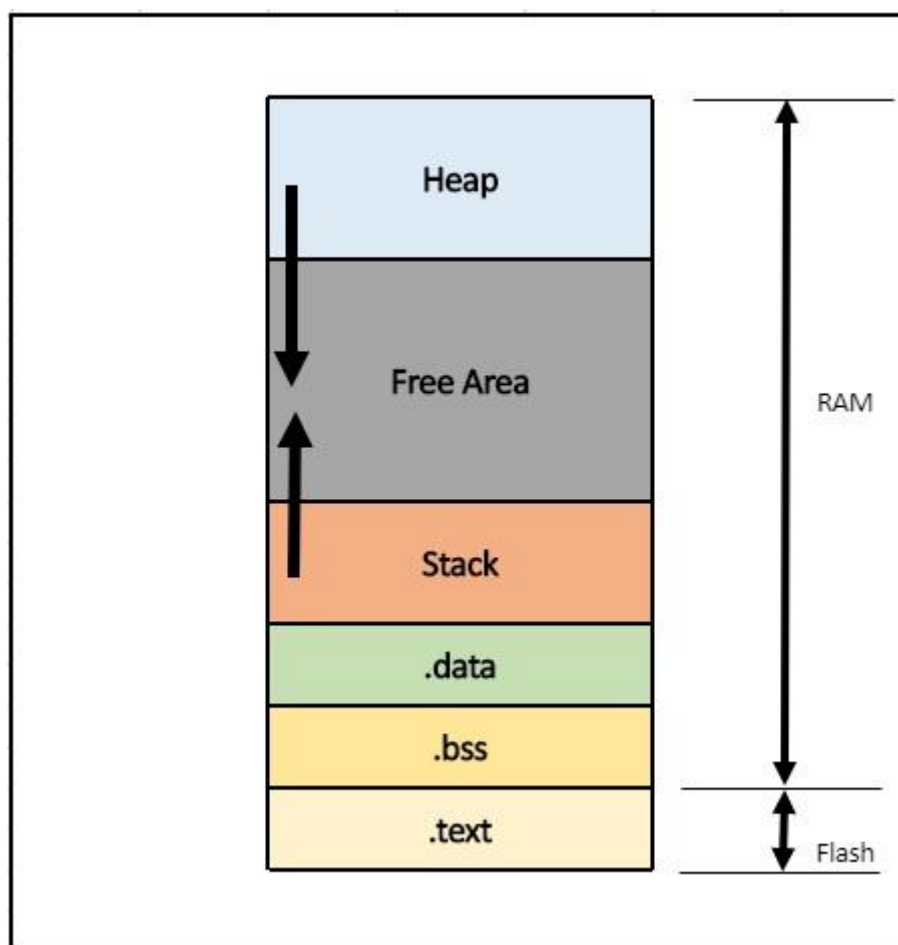 Heap
Free Area
RAM
Stack
.data
.bss
.text
Flash